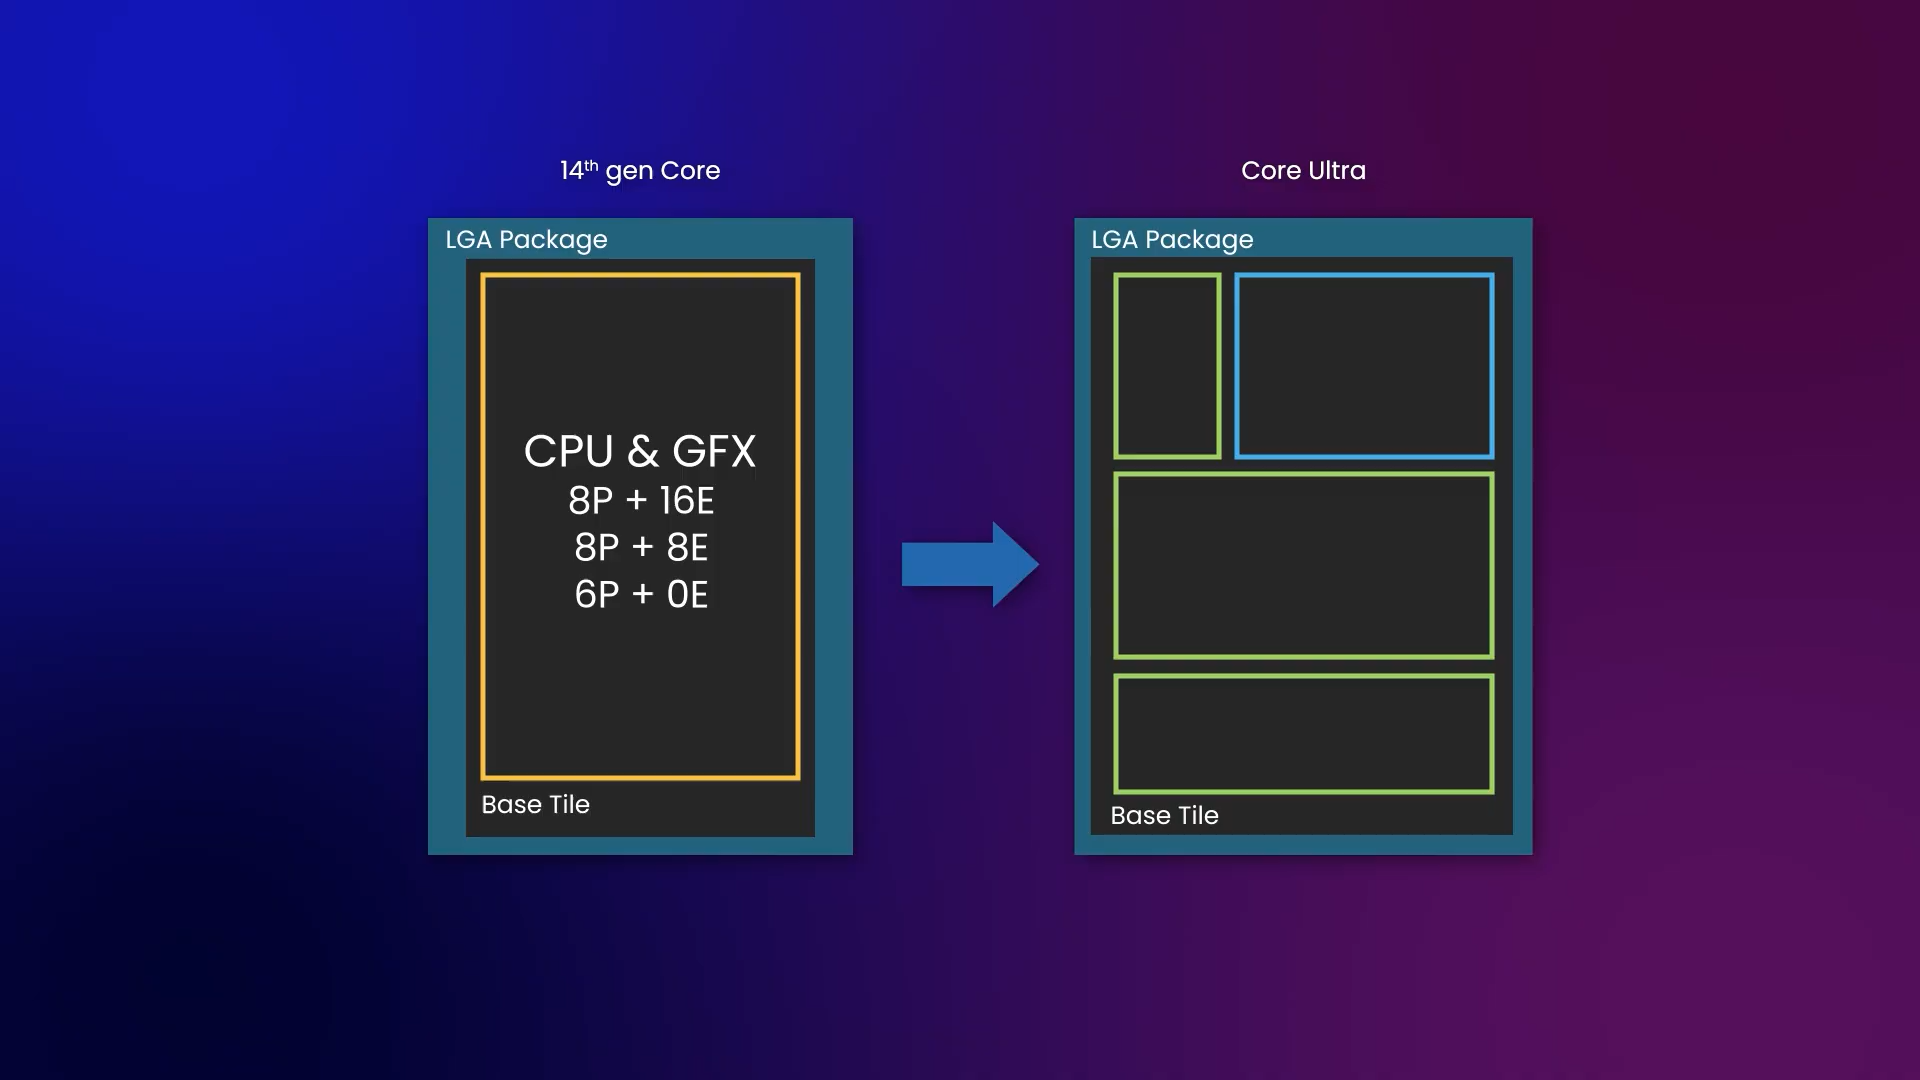 14th gen Core
Core Ultra
LGA Package
CPU & GFX
8P + 16E
8P + 8E
6P + 0E
Base Tile
LGA Package
Base Tile